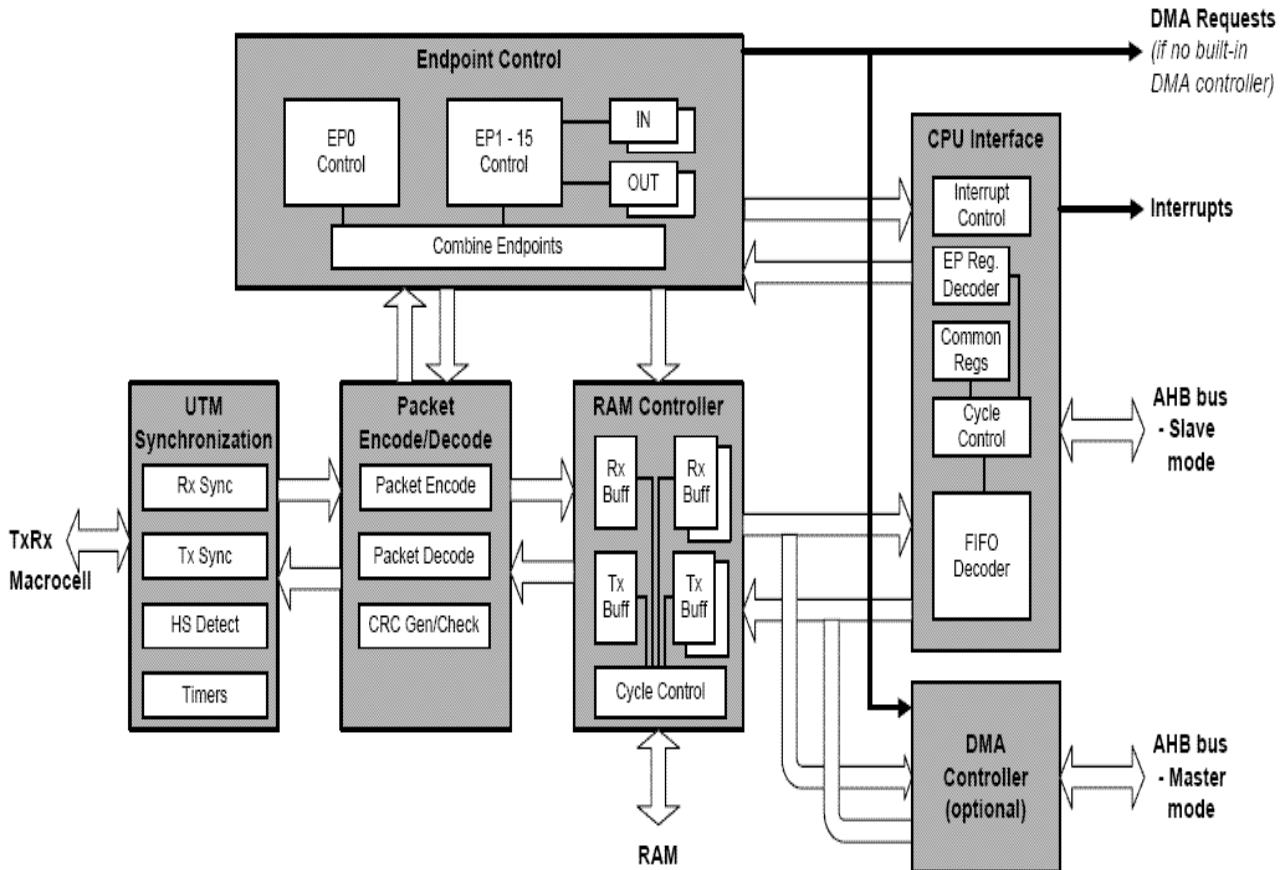 DMA Requests
(if no built-in
DMA controller)
Endpoint Control
EP0
Control
EP1 - 15
Control
IN
OUT
Combine Endpoints
CPU Interface
Interrupt
Control
Interrupts
EP Reg.
Decoder
Common
Regs
Cycle
Control
FIFO
Decoder
AHB bus
- Slave
mode
UTM
Synchronization
Rx Sync
Tx Sync
HS Detect
Timers
TxRx
Macrocell
Packet
Encode/Decode
Packet Encode
Packet Decode
CRC Gen/Check
RAM Controller
Rx
Buff
Rx
Buff
Tx
Buff
Tx
Buff
Cycle Control
RAM
DMA
Controller
(optional)
AHB bus
- Master
mode